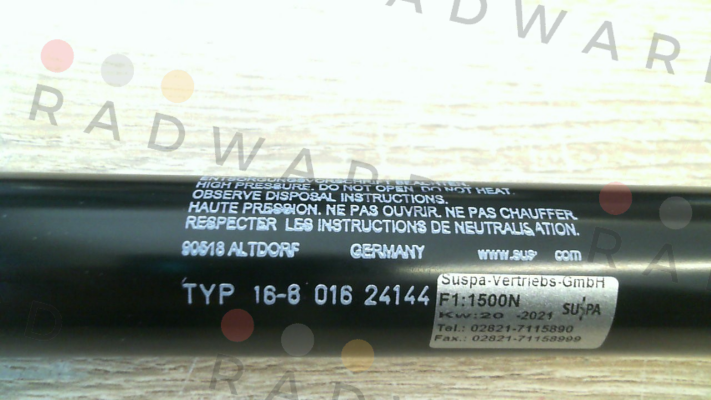 RADWARE
RADWAR
HIGH PRESSURE. DO NOT OPEN. DO NOT HEAT.
OBSERVE DISPOSAL INSTRUCTIONS.
HAUTE PRESSION. NE PAS OUVRIR. NE PAS CHAUFFER.
RESPECTER LES INSTRUCTIONS DE NEUTRALISATION.
90518 ALTDORF GERMANY www.sus com
TYP 16-8 016 24144
Suspa-Vertriebs-GmbH
F1:1500N
SUSPA
Kw:20 -2021
Tel.: 02821-7115890
Fax.: 02821-71158999
RADWAR